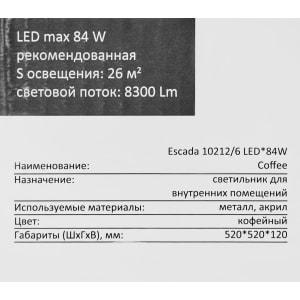 LED max 84 W
рекомендованная
S освещения: 26 м²
световой поток: 8300 Lm
Escada 10212/6 LED*84W
Наименование: Coffee
Назначение: светильник для
внутренних помещений
Используемые материалы: металл, акрил
Цвет: кофейный
Габариты (ШхГхВ), мм: 520*520*120